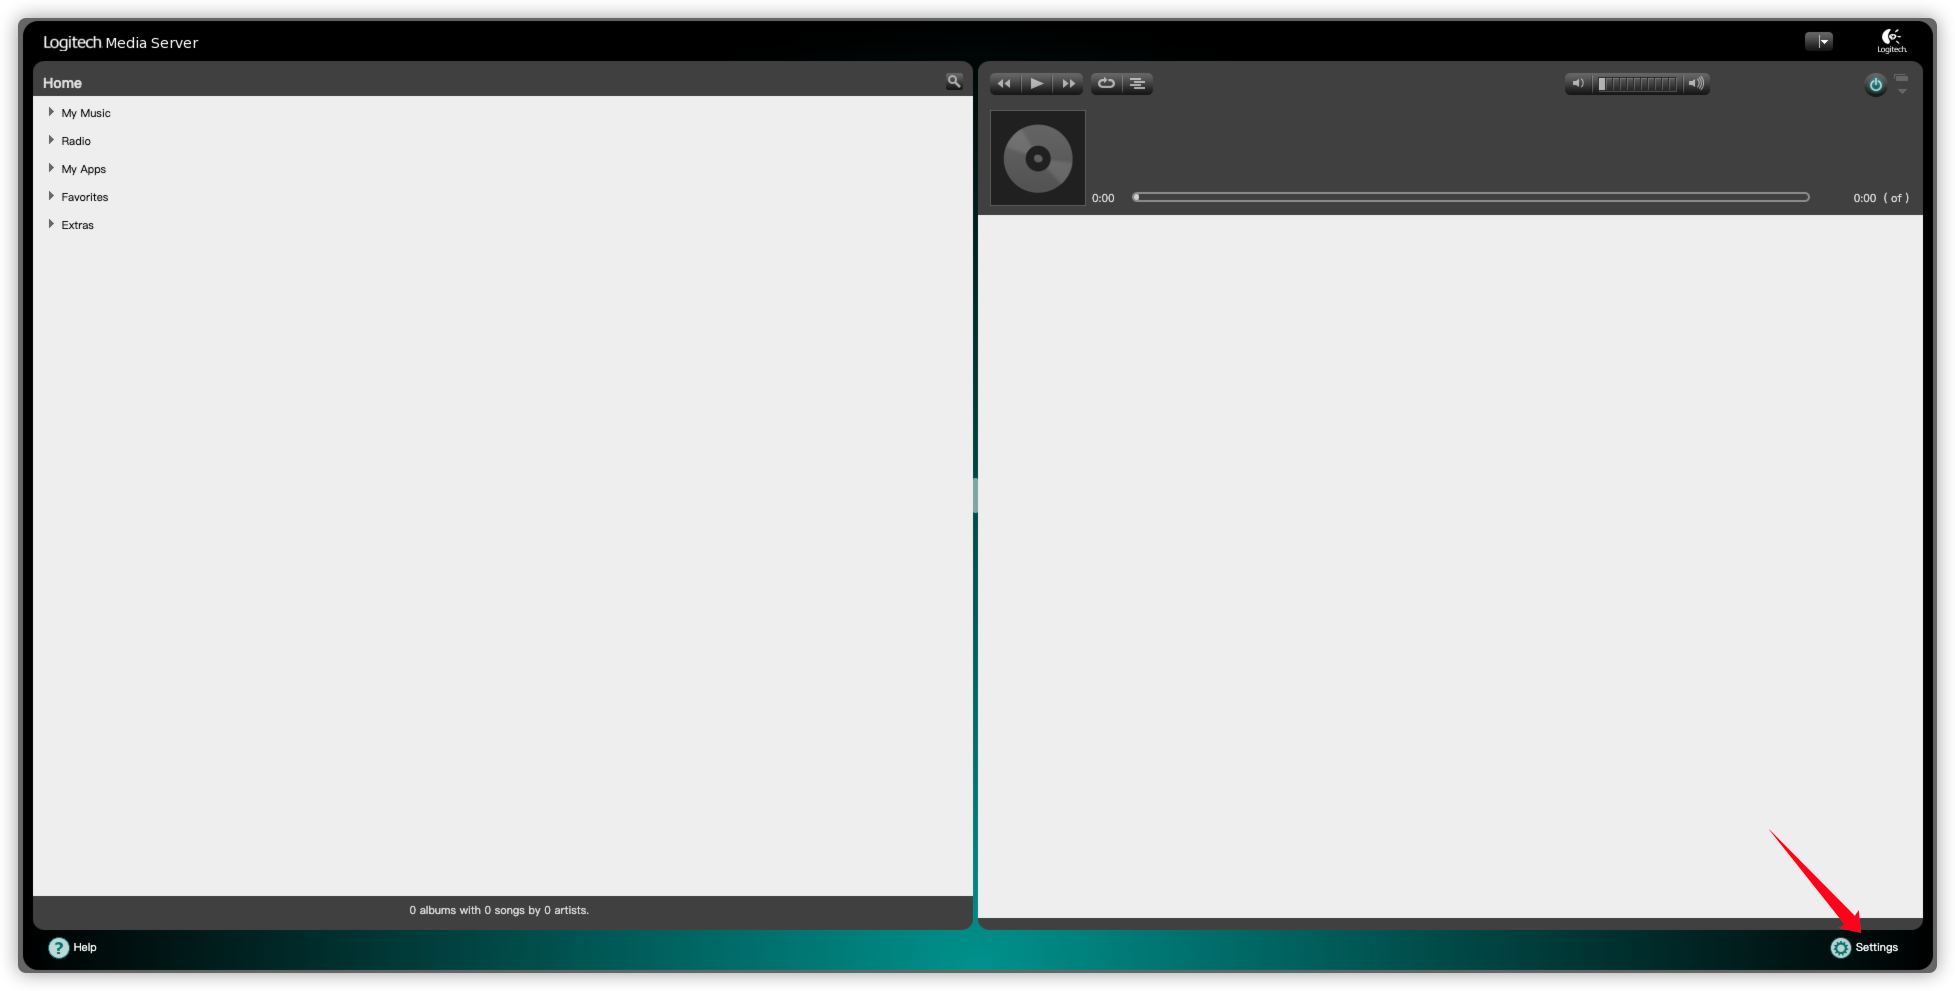 Logitech Media Server
Logitech
Home
My Music
Radio
My Apps
Favorites
Extras
0:00
0:00 ( of )
0 albums with 0 songs by 0 artists.
? Help
Settings